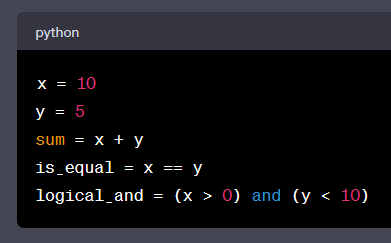 python
x = 10
y = 5
sum = x + y
is_equal = x == y
logical_and = (x > 0) and (y < 10)